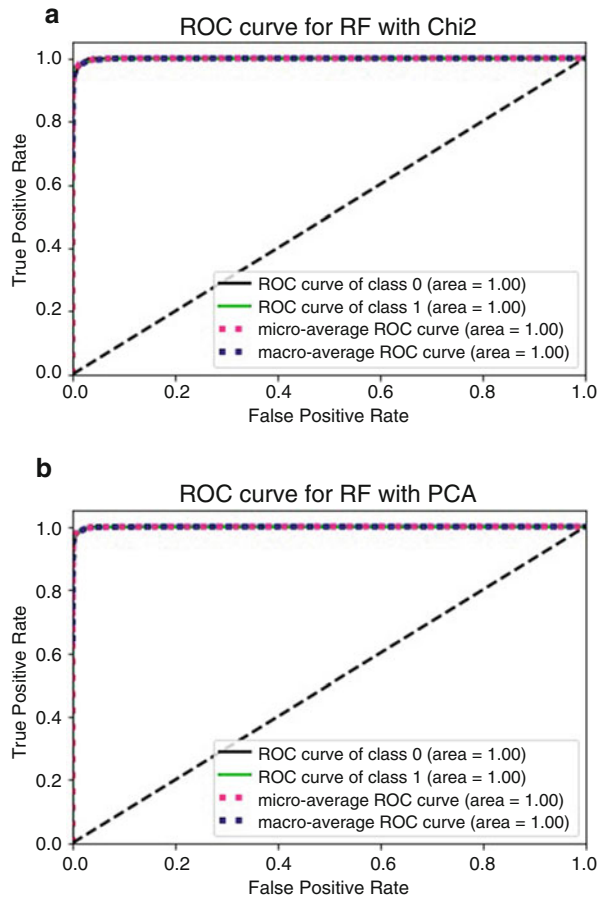 a
ROC curve for RF with Chi2
True Positive Rate
1.0
0.8
0.6
0.4
0.2
0.0
ROC curve of class 0 (area = 1.00)
ROC curve of class 1 (area = 1.00)
micro-average ROC curve (area = 1.00)
macro-average ROC curve (area = 1.00)
0.0 0.2 0.4 0.6 0.8 1.0
False Positive Rate
b
ROC curve for RF with PCA
True Positive Rate
1.0
0.8
0.6
0.4
0.2
0.0
ROC curve of class 0 (area = 1.00)
ROC curve of class 1 (area = 1.00)
micro-average ROC curve (area = 1.00)
macro-average ROC curve (area = 1.00)
0.0 0.2 0.4 0.6 0.8 1.0
False Positive Rate